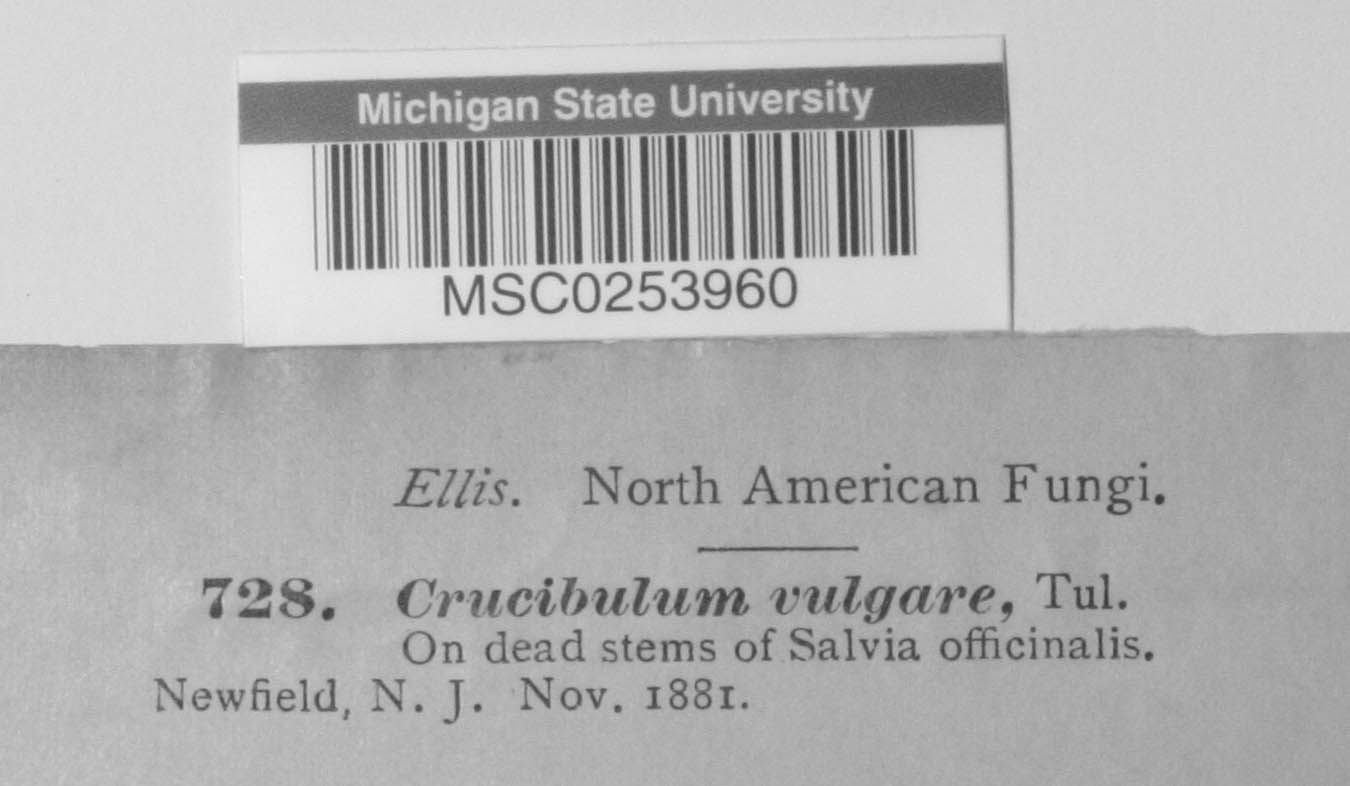 Michigan State University
MSC0253960
Ellis. North American Fungi.
728. Crucibulum vulgare, Tul.
On dead stems of Salvia officinalis.
Newfield, N. J. Nov. 1881.